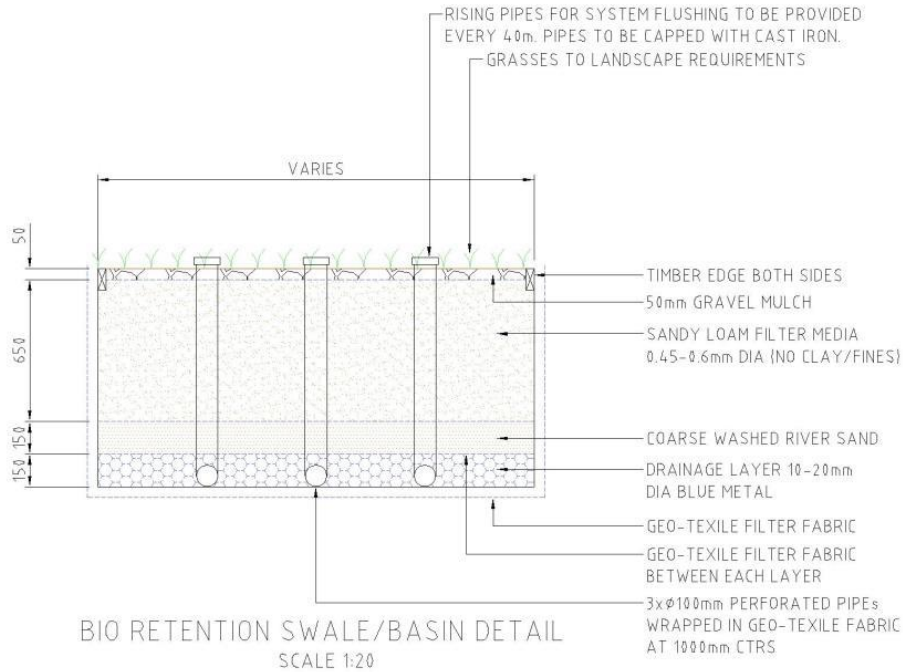 RISING PIPES FOR SYSTEM FLUSHING TO BE PROVIDED
EVERY 40m. PIPES TO BE CAPPED WITH CAST IRON.
GRASSES TO LANDSCAPE REQUIREMENTS
VARIES
50
650
150
150
TIMBER EDGE BOTH SIDES
50mm GRAVEL MULCH
SANDY LOAM FILTER MEDIA
0.45-0.6mm DIA (NO CLAY/FINES)
COARSE WASHED RIVER SAND
DRAINAGE LAYER 10-20mm
DIA BLUE METAL
GEO-TEXILE FILTER FABRIC
GEO-TEXILE FILTER FABRIC
BETWEEN EACH LAYER
3xø100mm PERFORATED PIPEs
WRAPPED IN GEO-TEXILE FABRIC
AT 1000mm CTRS
BIO RETENTION SWALE/BASIN DETAIL
SCALE 1:20